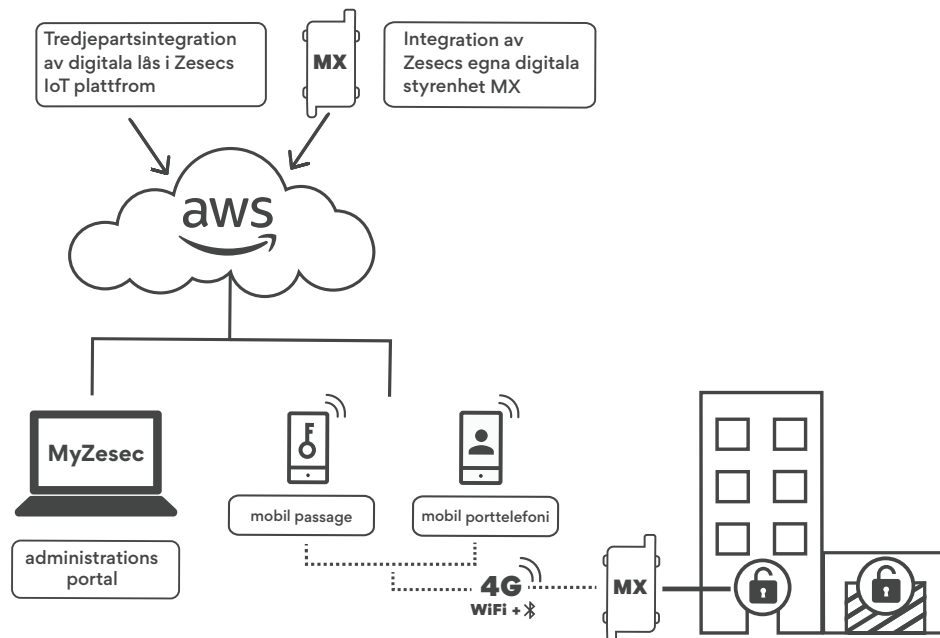 Tredjepartsintegration
av digitala lås i Zesecs
IoT plattfrom
MX
Integration av
Zesecs egna digitala
styrenhet MX
aws
MyZesec
administrations
portal
mobil passage
mobil porttelefoni
4G
WiFi +
MX